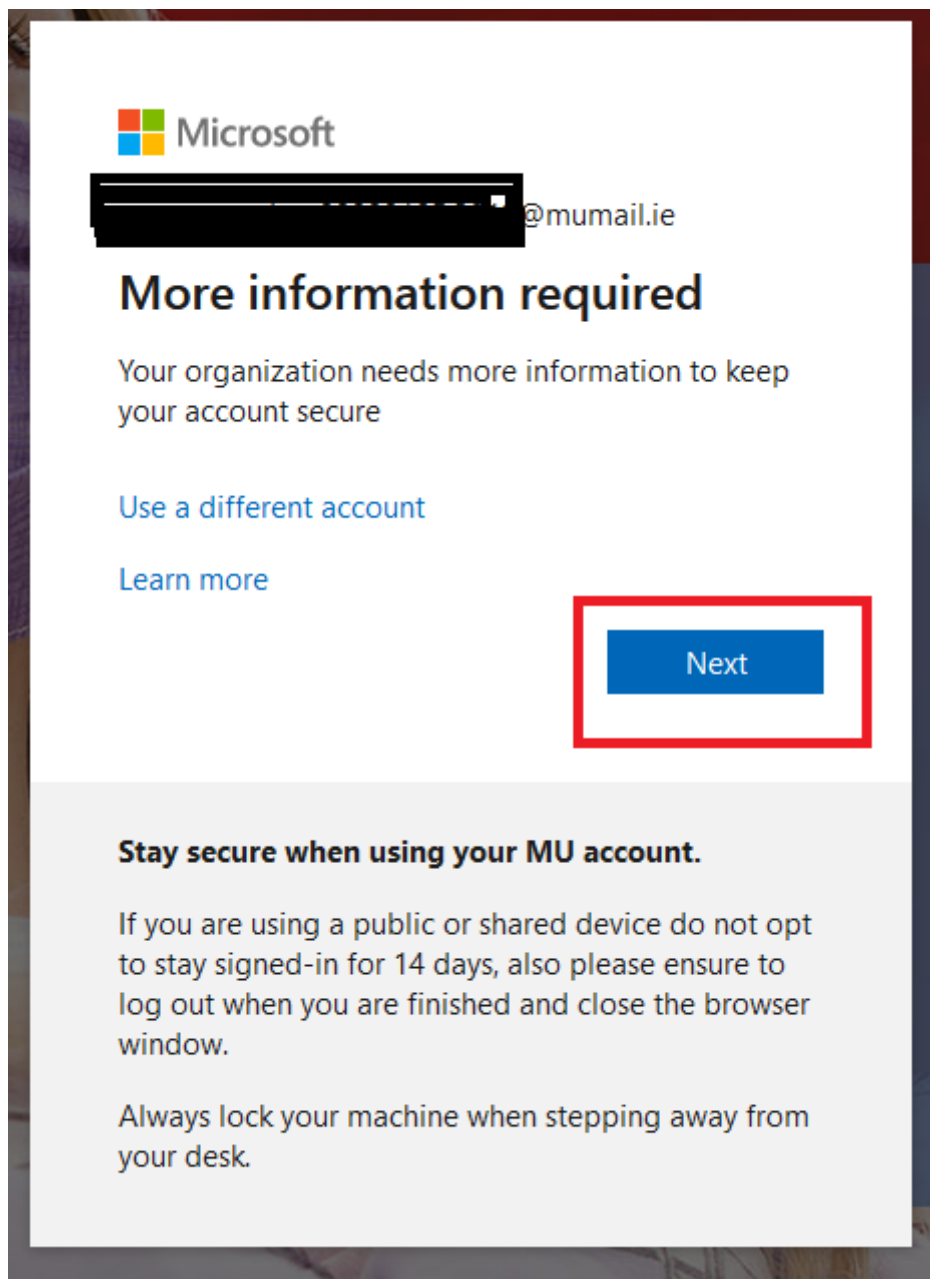 Microsoft
@mumail.ie
More information required
Your organization needs more information to keep
your account secure
Use a different account
Learn more
Next
Stay secure when using your MU account.
If you are using a public or shared device do not opt
to stay signed-in for 14 days, also please ensure to
log out when you are finished and close the browser
window.
Always lock your machine when stepping away from
your desk.